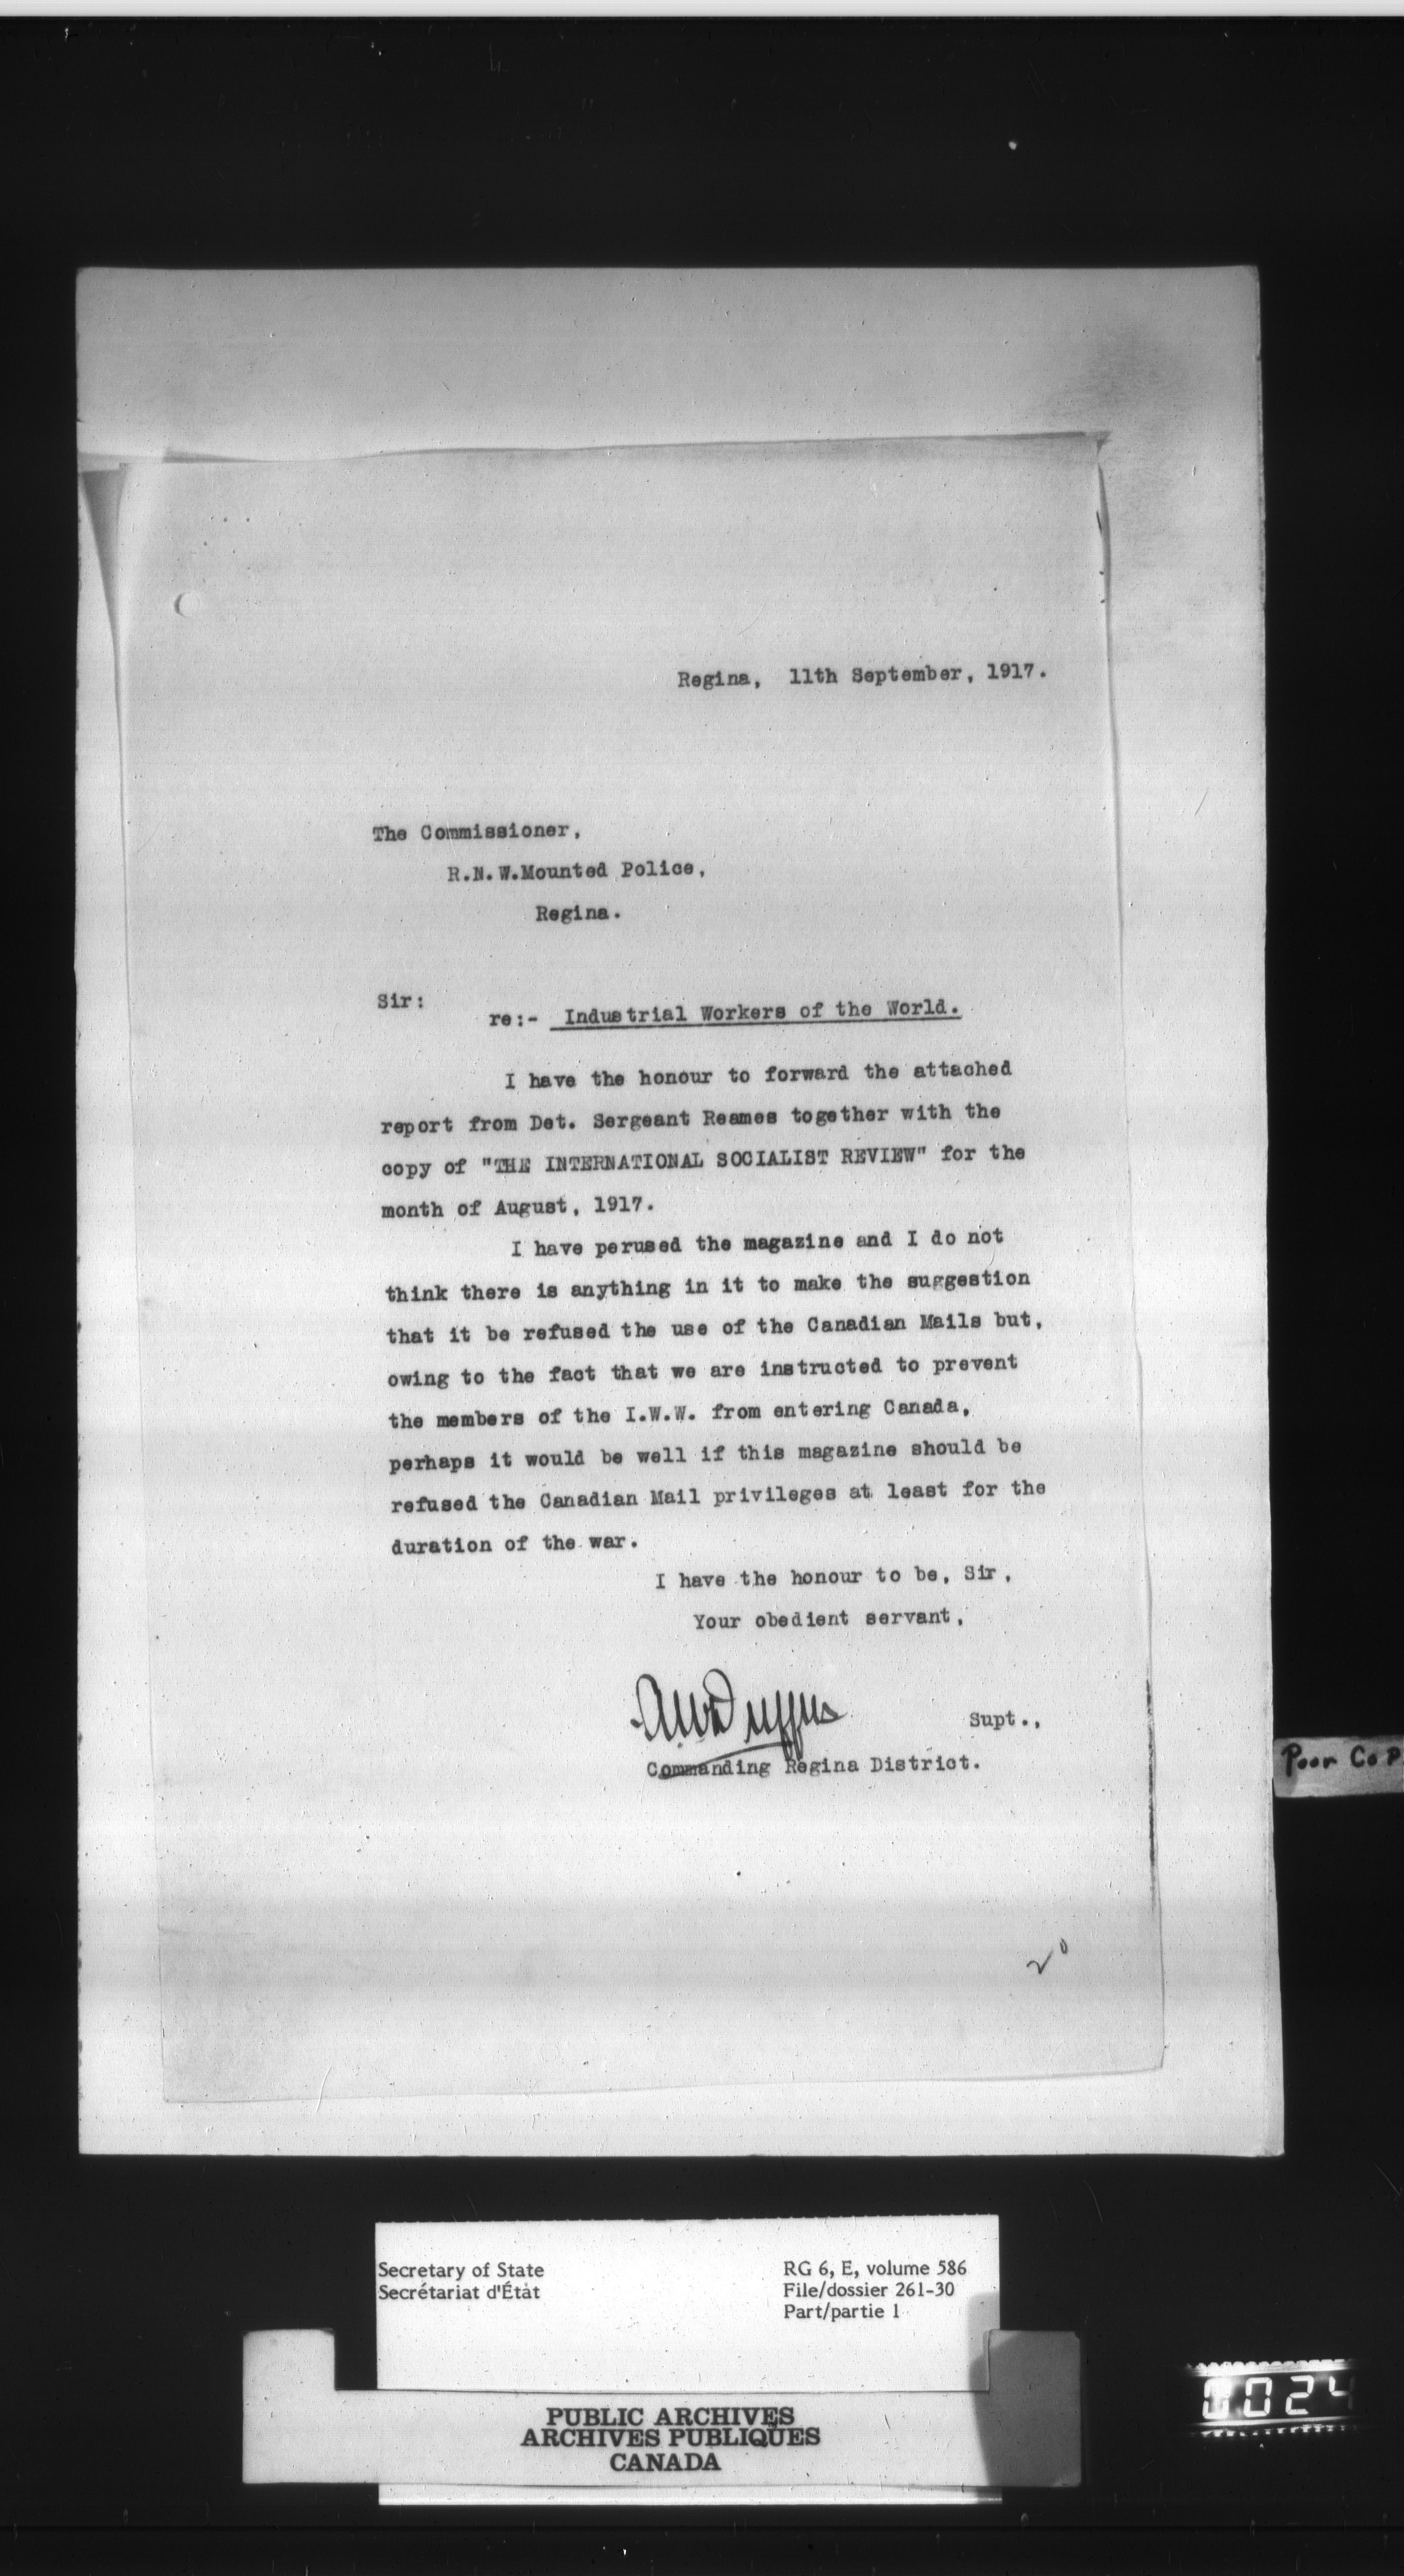 Regina, 11th September, 1917.
The Commissioner,
R.N.W.Mounted Police,
Regina.
Sir:
re:- Industrial Workers of the World.
I have the honour to forward the attached
report from Det. Sergeant Reames together with the
copy of "THE INTERNATIONAL SOCIALIST REVIEW" for the
month of August, 1917.
I have perused the magazine and I do not
think there is anything in it to make the suggestion
that it be refused the use of the Canadian Mails but,
owing to the fact that we are instructed to prevent
the members of the I.W.W. from entering Canada,
perhaps it would be well if this magazine should be
refused the Canadian Mail privileges at least for the
duration of the war.
I have the honour to be, Sir,
Your obedient servant,
Supt.,
Commanding Regina District.
Poor Cop
20
Secretary of State
Secrétariat d'État
RG 6, E, volume 586
File/dossier 261-30
Part/partie 1
PUBLIC ARCHIVES
ARCHIVES PUBLIQUES
CANADA
0024